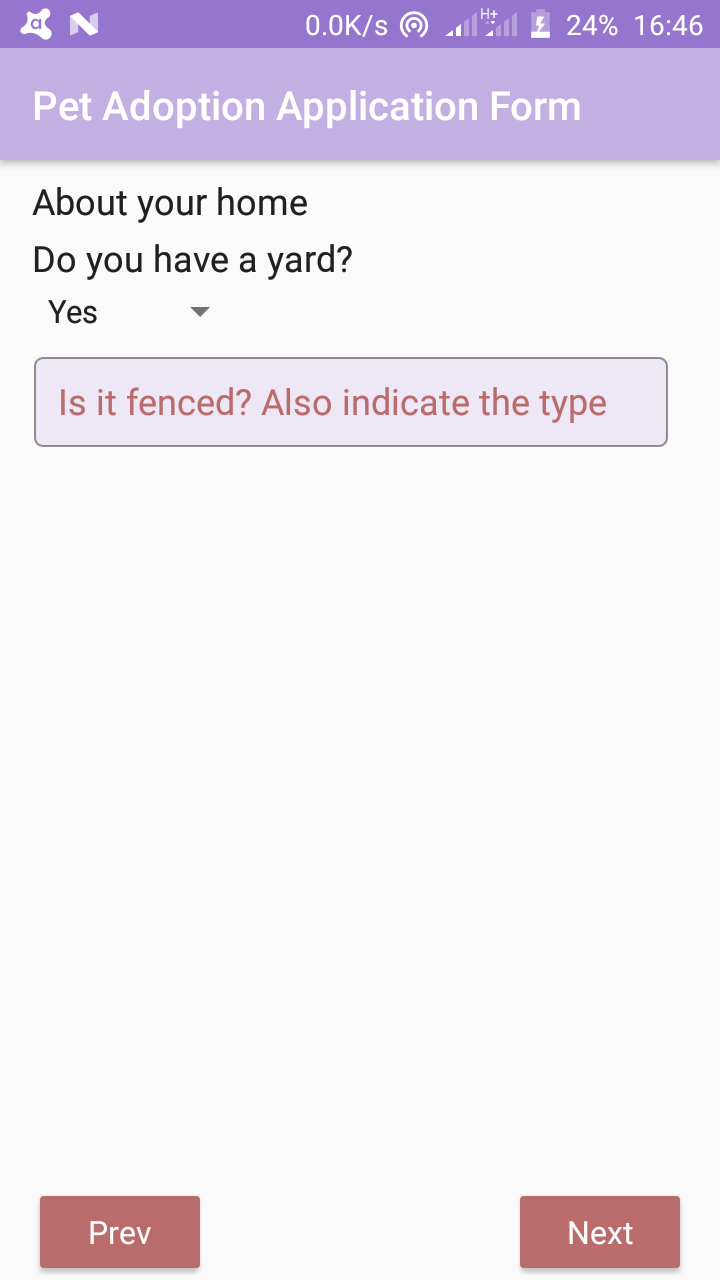 0.0K/s H+ 24% 16:46
Pet Adoption Application Form
About your home
Do you have a yard?
Yes
Is it fenced? Also indicate the type
Prev Next